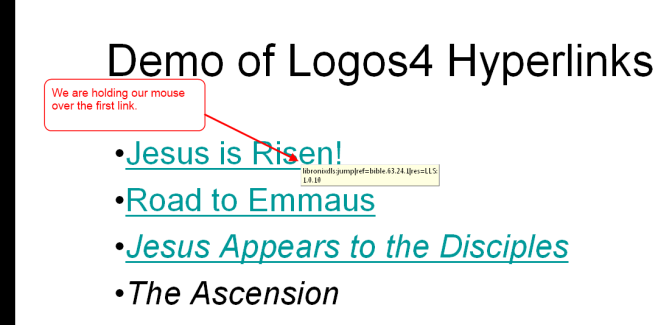 Demo of Logos4 Hyperlinks
We are holding our mouse
over the first link.
•Jesus is Risen!
libronixdls:jump|ref=bible.63.24.1|res=LLS:
1.0.10
•Road to Emmaus
•Jesus Appears to the Disciples
•The Ascension